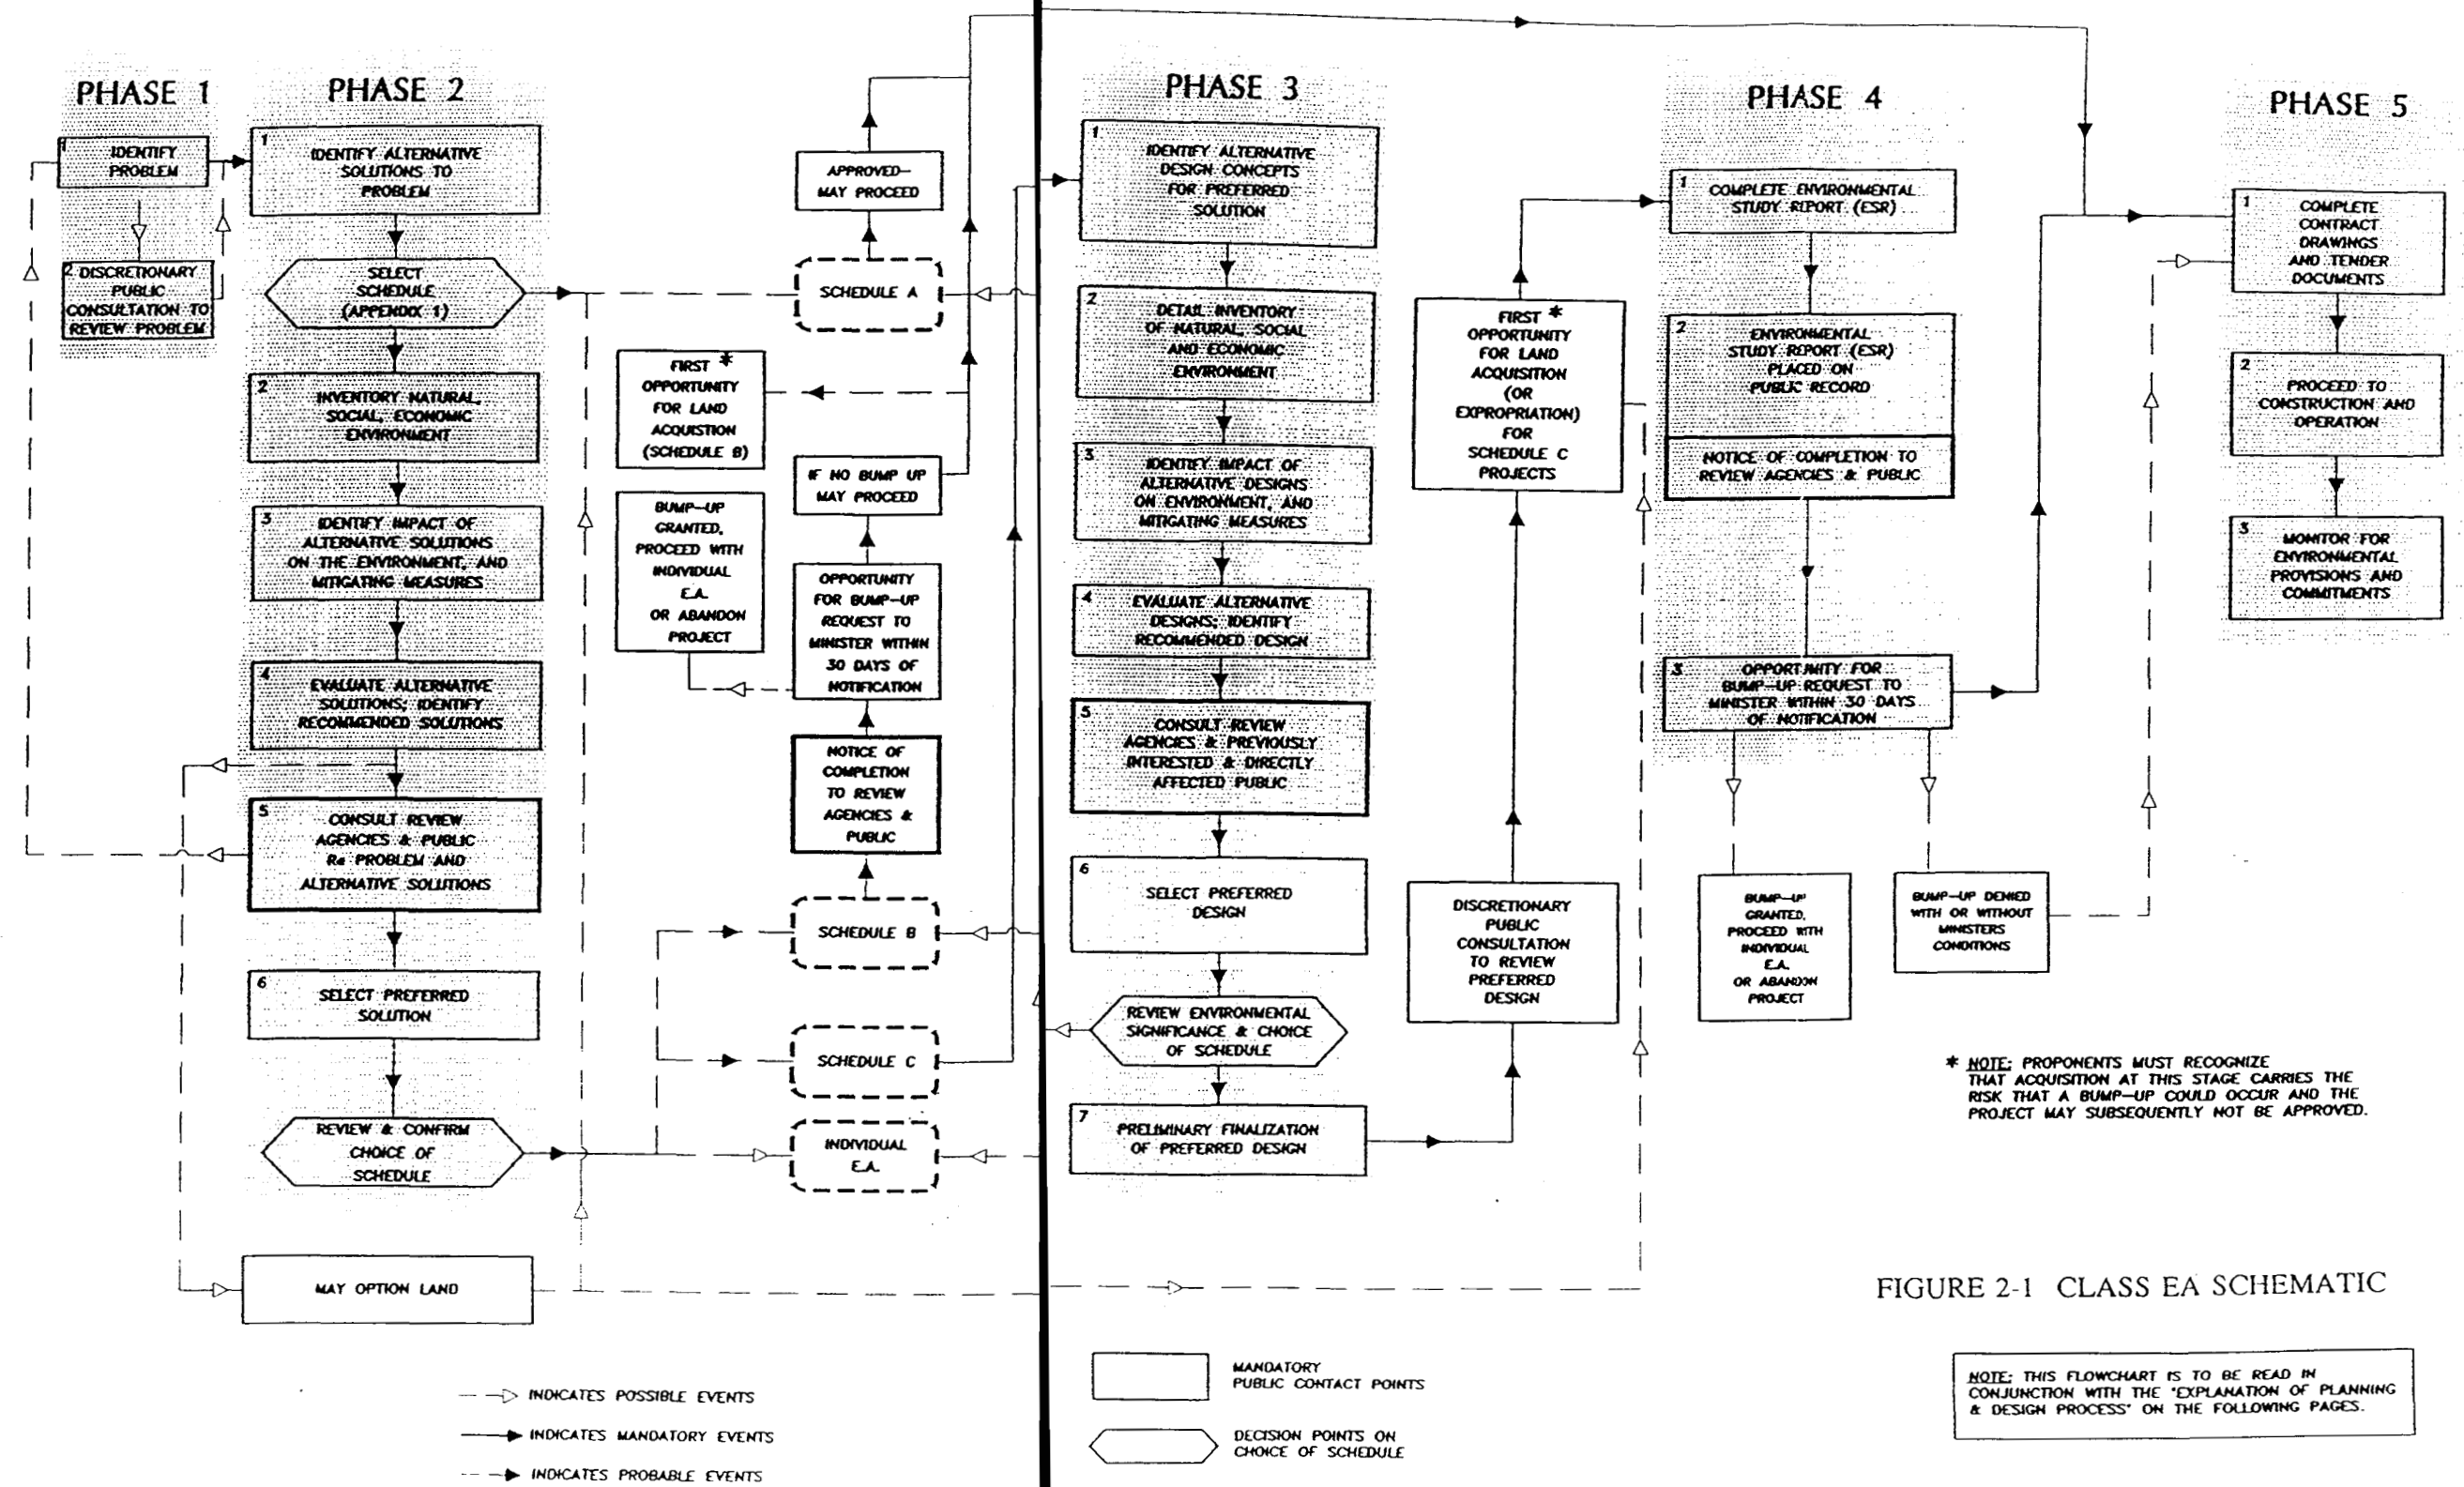 PHASE 1
1
IDENTIFY
PROBLEM
2 DISCRETIONARY
PUBLIC
CONSULTATION TO
REVIEW PROBLEM
PHASE 2
1
IDENTIFY ALTERNATIVE
SOLUTIONS TO
PROBLEM
SELECT
SCHEDULE
(APPENDIX 1)
2
INVENTORY NATURAL,
SOCIAL, ECONOMIC
ENVIRONMENT
3
IDENTIFY IMPACT OF
ALTERNATIVE SOLUTIONS
ON THE ENVIRONMENT, AND
MITIGATING MEASURES
4
EVALUATE ALTERNATIVE
SOLUTIONS; IDENTIFY
RECOMMENDED SOLUTIONS
5
CONSULT REVIEW
AGENCIES & PUBLIC
Re PROBLEM AND
ALTERNATIVE SOLUTIONS
6
SELECT PREFERRED
SOLUTION
REVIEW & CONFIRM
CHOICE OF
SCHEDULE
MAY OPTION LAND
APPROVED—
MAY PROCEED
SCHEDULE A
FIRST *
OPPORTUNITY
FOR LAND
ACQUISTION
(SCHEDULE B)
IF NO BUMP UP
MAY PROCEED
BUMP—UP
GRANTED,
PROCEED WITH
INDIVIDUAL
E.A.
OR ABANDON
PROJECT
OPPORTUNITY
FOR BUMP—UP
REQUEST TO
MINISTER WITHIN
30 DAYS OF
NOTIFICATION
NOTICE OF
COMPLETION
TO REVIEW
AGENCIES &
PUBLIC
SCHEDULE B
SCHEDULE C
INDIVIDUAL
E.A.
PHASE 3
1
IDENTIFY ALTERNATIVE
DESIGN CONCEPTS
FOR PREFERRED
SOLUTION
2
DETAIL INVENTORY
OF NATURAL, SOCIAL
AND ECONOMIC
ENVIRONMENT
3
IDENTIFY IMPACT OF
ALTERNATIVE DESIGNS
ON ENVIRONMENT, AND
MITIGATING MEASURES
4
EVALUATE ALTERNATIVE
DESIGNS; IDENTIFY
RECOMMENDED DESIGN
5
CONSULT REVIEW
AGENCIES & PREVIOUSLY
INTERESTED & DIRECTLY
AFFECTED PUBLIC
6
SELECT PREFERRED
DESIGN
REVIEW ENVIRONMENTAL
SIGNIFICANCE & CHOICE
OF SCHEDULE
7
PRELIMINARY FINALIZATION
OF PREFERRED DESIGN
FIRST *
OPPORTUNITY
FOR LAND
ACQUISITION
(OR
EXPROPRIATION)
FOR
SCHEDULE C
PROJECTS
DISCRETIONARY
PUBLIC
CONSULTATION
TO REVIEW
PREFERRED
DESIGN
PHASE 4
1
COMPLETE ENVIRONMENTAL
STUDY REPORT (ESR)
2
ENVIRONMENTAL
STUDY REPORT (ESR)
PLACED ON
PUBLIC RECORD
NOTICE OF COMPLETION TO
REVIEW AGENCIES & PUBLIC
3
OPPORTUNITY FOR
BUMP—UP REQUEST TO
MINISTER WITHIN 30 DAYS
OF NOTIFICATION
BUMP—UP
GRANTED,
PROCEED WITH
INDIVIDUAL
E.A.
OR ABANDON
PROJECT
BUMP—UP DENIED
WITH OR WITHOUT
MINISTERS
CONDITIONS
PHASE 5
1
COMPLETE
CONTRACT
DRAWINGS
AND TENDER
DOCUMENTS
2
PROCEED TO
CONSTRUCTION AND
OPERATION
3
MONITOR FOR
ENVIRONMENTAL
PROVISIONS AND
COMMITMENTS
* NOTE: PROPONENTS MUST RECOGNIZE
THAT ACQUISITION AT THIS STAGE CARRIES THE
RISK THAT A BUMP—UP COULD OCCUR AND THE
PROJECT MAY SUBSEQUENTLY NOT BE APPROVED.
FIGURE 2-1 CLASS EA SCHEMATIC
INDICATES POSSIBLE EVENTS
INDICATES MANDATORY EVENTS
INDICATES PROBABLE EVENTS
MANDATORY
PUBLIC CONTACT POINTS
DECISION POINTS ON
CHOICE OF SCHEDULE
NOTE: THIS FLOWCHART IS TO BE READ IN
CONJUNCTION WITH THE "EXPLANATION OF PLANNING
& DESIGN PROCESS" ON THE FOLLOWING PAGES.